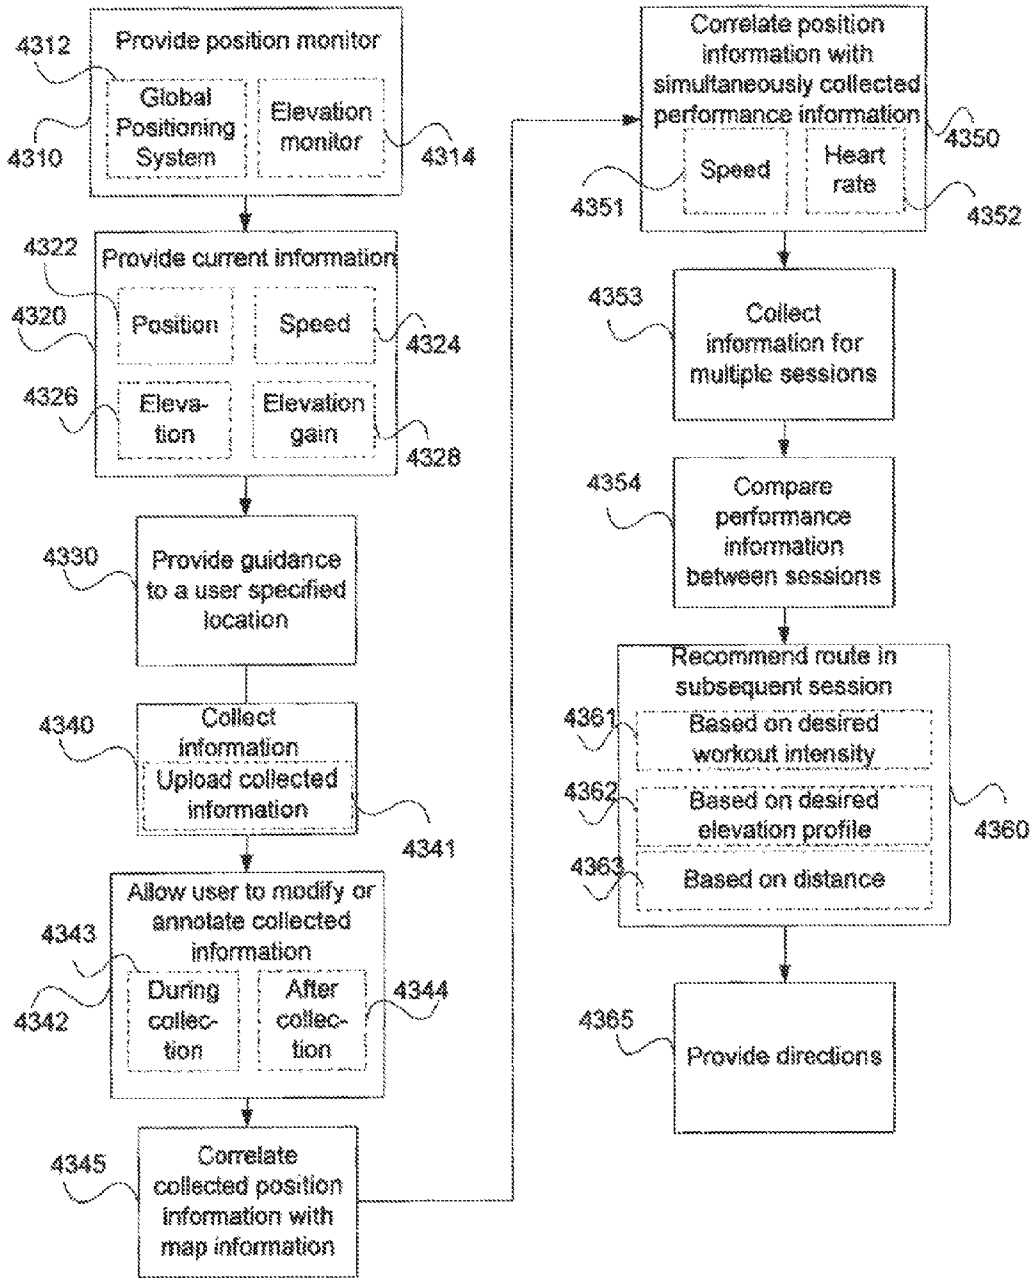 Provide position monitor
4312
Global
Positioning
System
Elevation
monitor
4310
4314
Provide current information
4322
4320
Position
Speed
4324
4326
Eleva-
tion
Elevation
gain
4328
4330
Provide guidance
to a user specified
location
4340
Collect
information
Upload collected
information
4341
Allow user to modify or
annotate collected
information
4343
4342
During
collec-
tion
After
collec-
tion
4344
4345
Correlate
collected position
information with
map information
Correlate position
information with
simultaneously collected
performance information
4350
4351
Speed
Heart
rate
4352
4353
Collect
information for
multiple sessions
4354
Compare
performance
information
between sessions
Recommend route in
subsequent session
4361
Based on desired
workout intensity
4362
Based on desired
elevation profile
4360
4363
Based on distance
4365
Provide directions